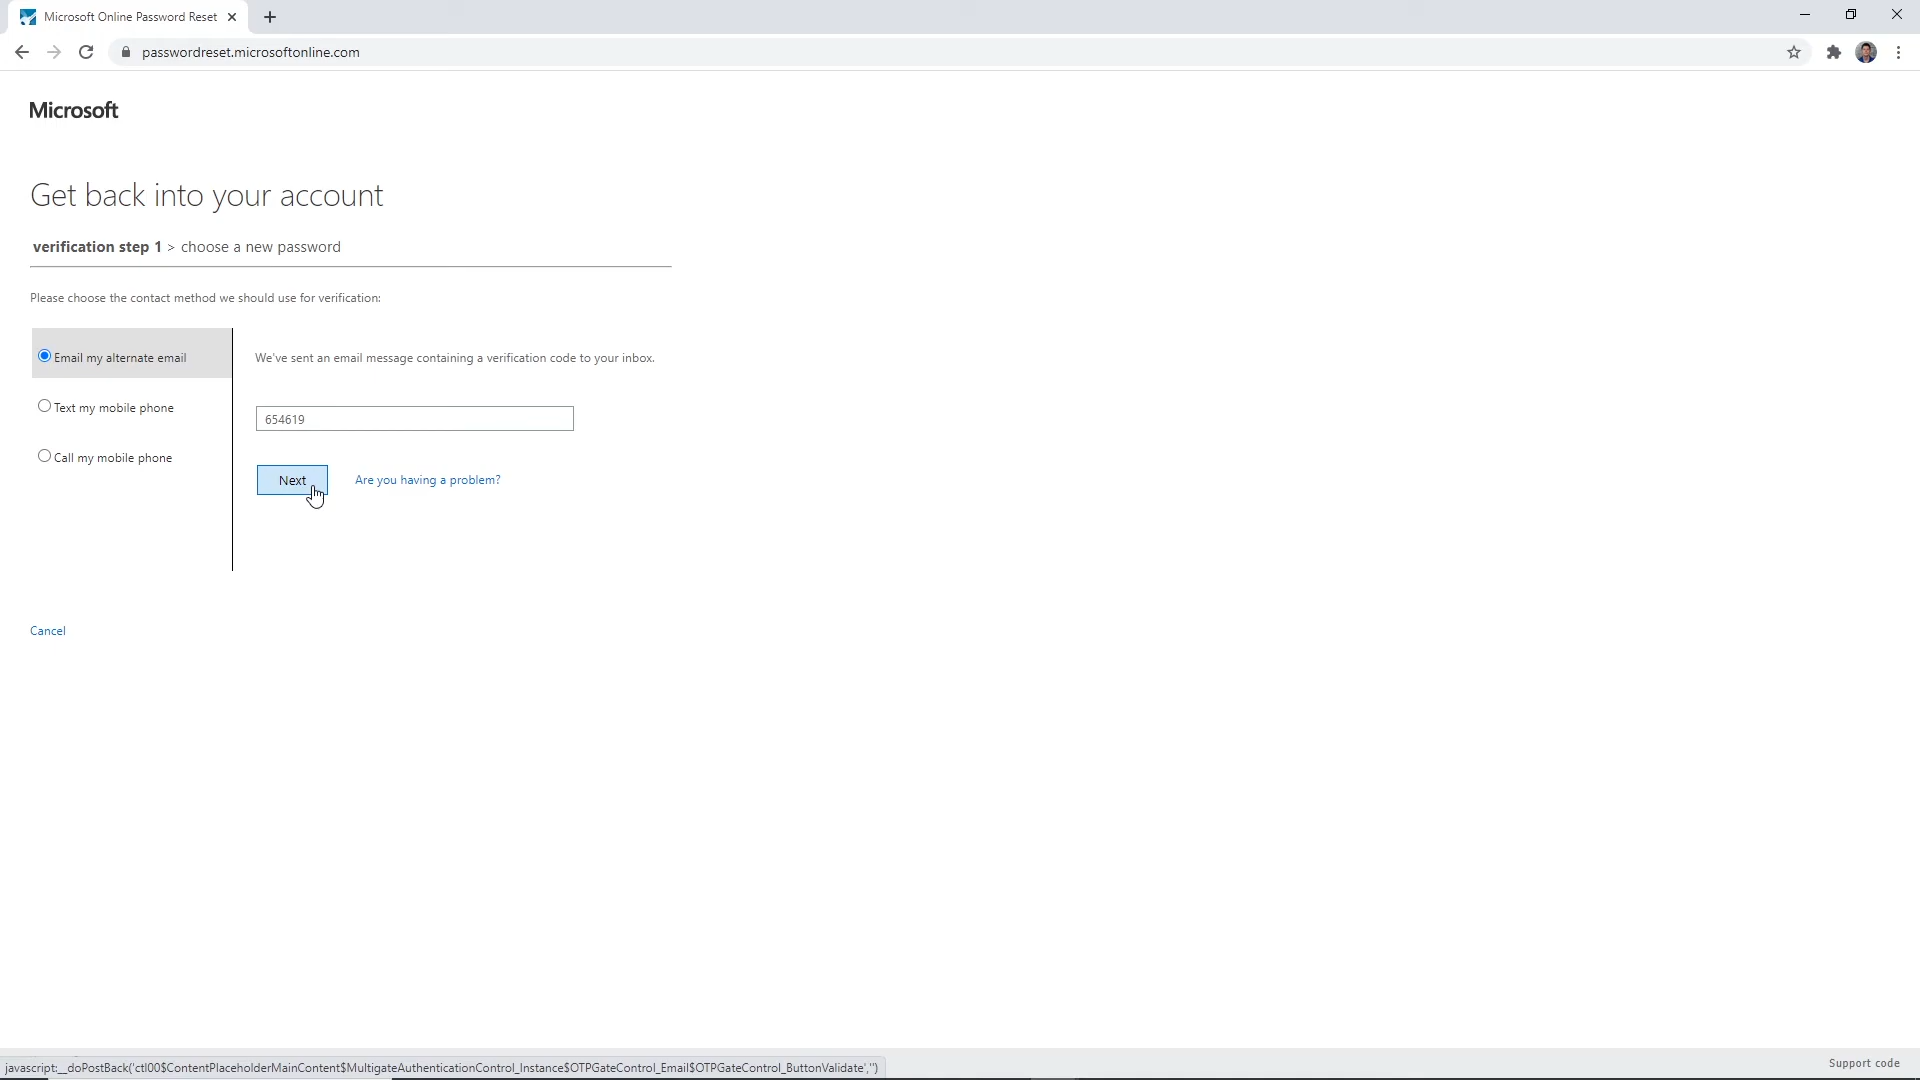 Microsoft Online Password Reset
passwordreset.microsoftonline.com
Microsoft
Get back into your account
verification step 1 > choose a new password
Please choose the contact method we should use for verification:
Email my alternate email
We've sent an email message containing a verification code to your inbox.
Text my mobile phone
654619
Call my mobile phone
Next
Are you having a problem?
Cancel
Support code
javascript:__doPostBack('ctl00$ContentPlaceholderMainContent$MultigateAuthenticationControl_Instance$OTPGateControl_Email$OTPGateControl_ButtonValidate','')